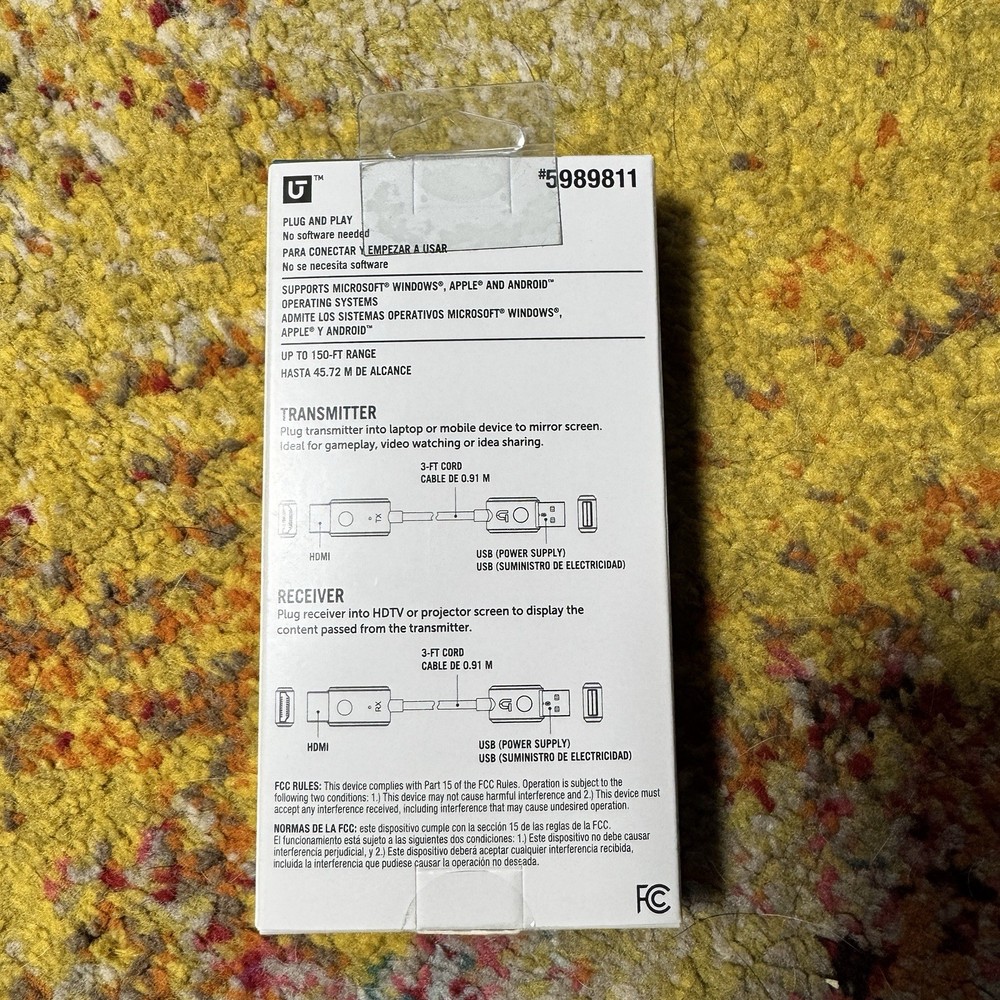 UT™
#5989811
PLUG AND PLAY
No software needed
PARA CONECTAR Y EMPEZAR A USAR
No se necesita software
SUPPORTS MICROSOFT® WINDOWS®, APPLE® AND ANDROID™
OPERATING SYSTEMS
ADMITE LOS SISTEMAS OPERATIVOS MICROSOFT® WINDOWS®,
APPLE® Y ANDROID™
UP TO 150-FT RANGE
HASTA 45.72 M DE ALCANCE
TRANSMITTER
Plug transmitter into laptop or mobile device to mirror screen.
Ideal for gameplay, video watching or idea sharing.
3-FT CORD
CABLE DE 0.91 M
TX
HDMI
USB (POWER SUPPLY)
USB (SUMINISTRO DE ELECTRICIDAD)
RECEIVER
Plug receiver into HDTV or projector screen to display the
content passed from the transmitter.
3-FT CORD
CABLE DE 0.91 M
RX
HDMI
USB (POWER SUPPLY)
USB (SUMINISTRO DE ELECTRICIDAD)
FCC RULES: This device complies with Part 15 of the FCC Rules. Operation is subject to the
following two conditions: 1.) This device may not cause harmful interference and 2.) This device must
accept any interference received, including interference that may cause undesired operation.
NORMAS DE LA FCC: este dispositivo cumple con la sección 15 de las reglas de la FCC.
El funcionamiento está sujeto a las siguientes dos condiciones: 1.) Este dispositivo no debe causar
interferencia perjudicial, y 2.) Este dispositivo deberá aceptar cualquier interferencia recibida,
incluida la interferencia que pudiese causar la operación no deseada.
FCC